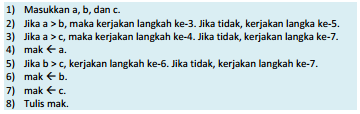 1) Masukkan a, b, dan c.
2) Jika a > b, maka kerjakan langkah ke-3. Jika tidak, kerjakan langka ke-5.
3) Jika a > c, maka kerjakan langkah ke-4. Jika tidak, kerjakan langka ke-7.
4) mak ← a.
5) Jika b > c, kerjakan langkah ke-6. Jika tidak, kerjakan langkah ke-7.
6) mak ← b.
7) mak ← c.
8) Tulis mak.